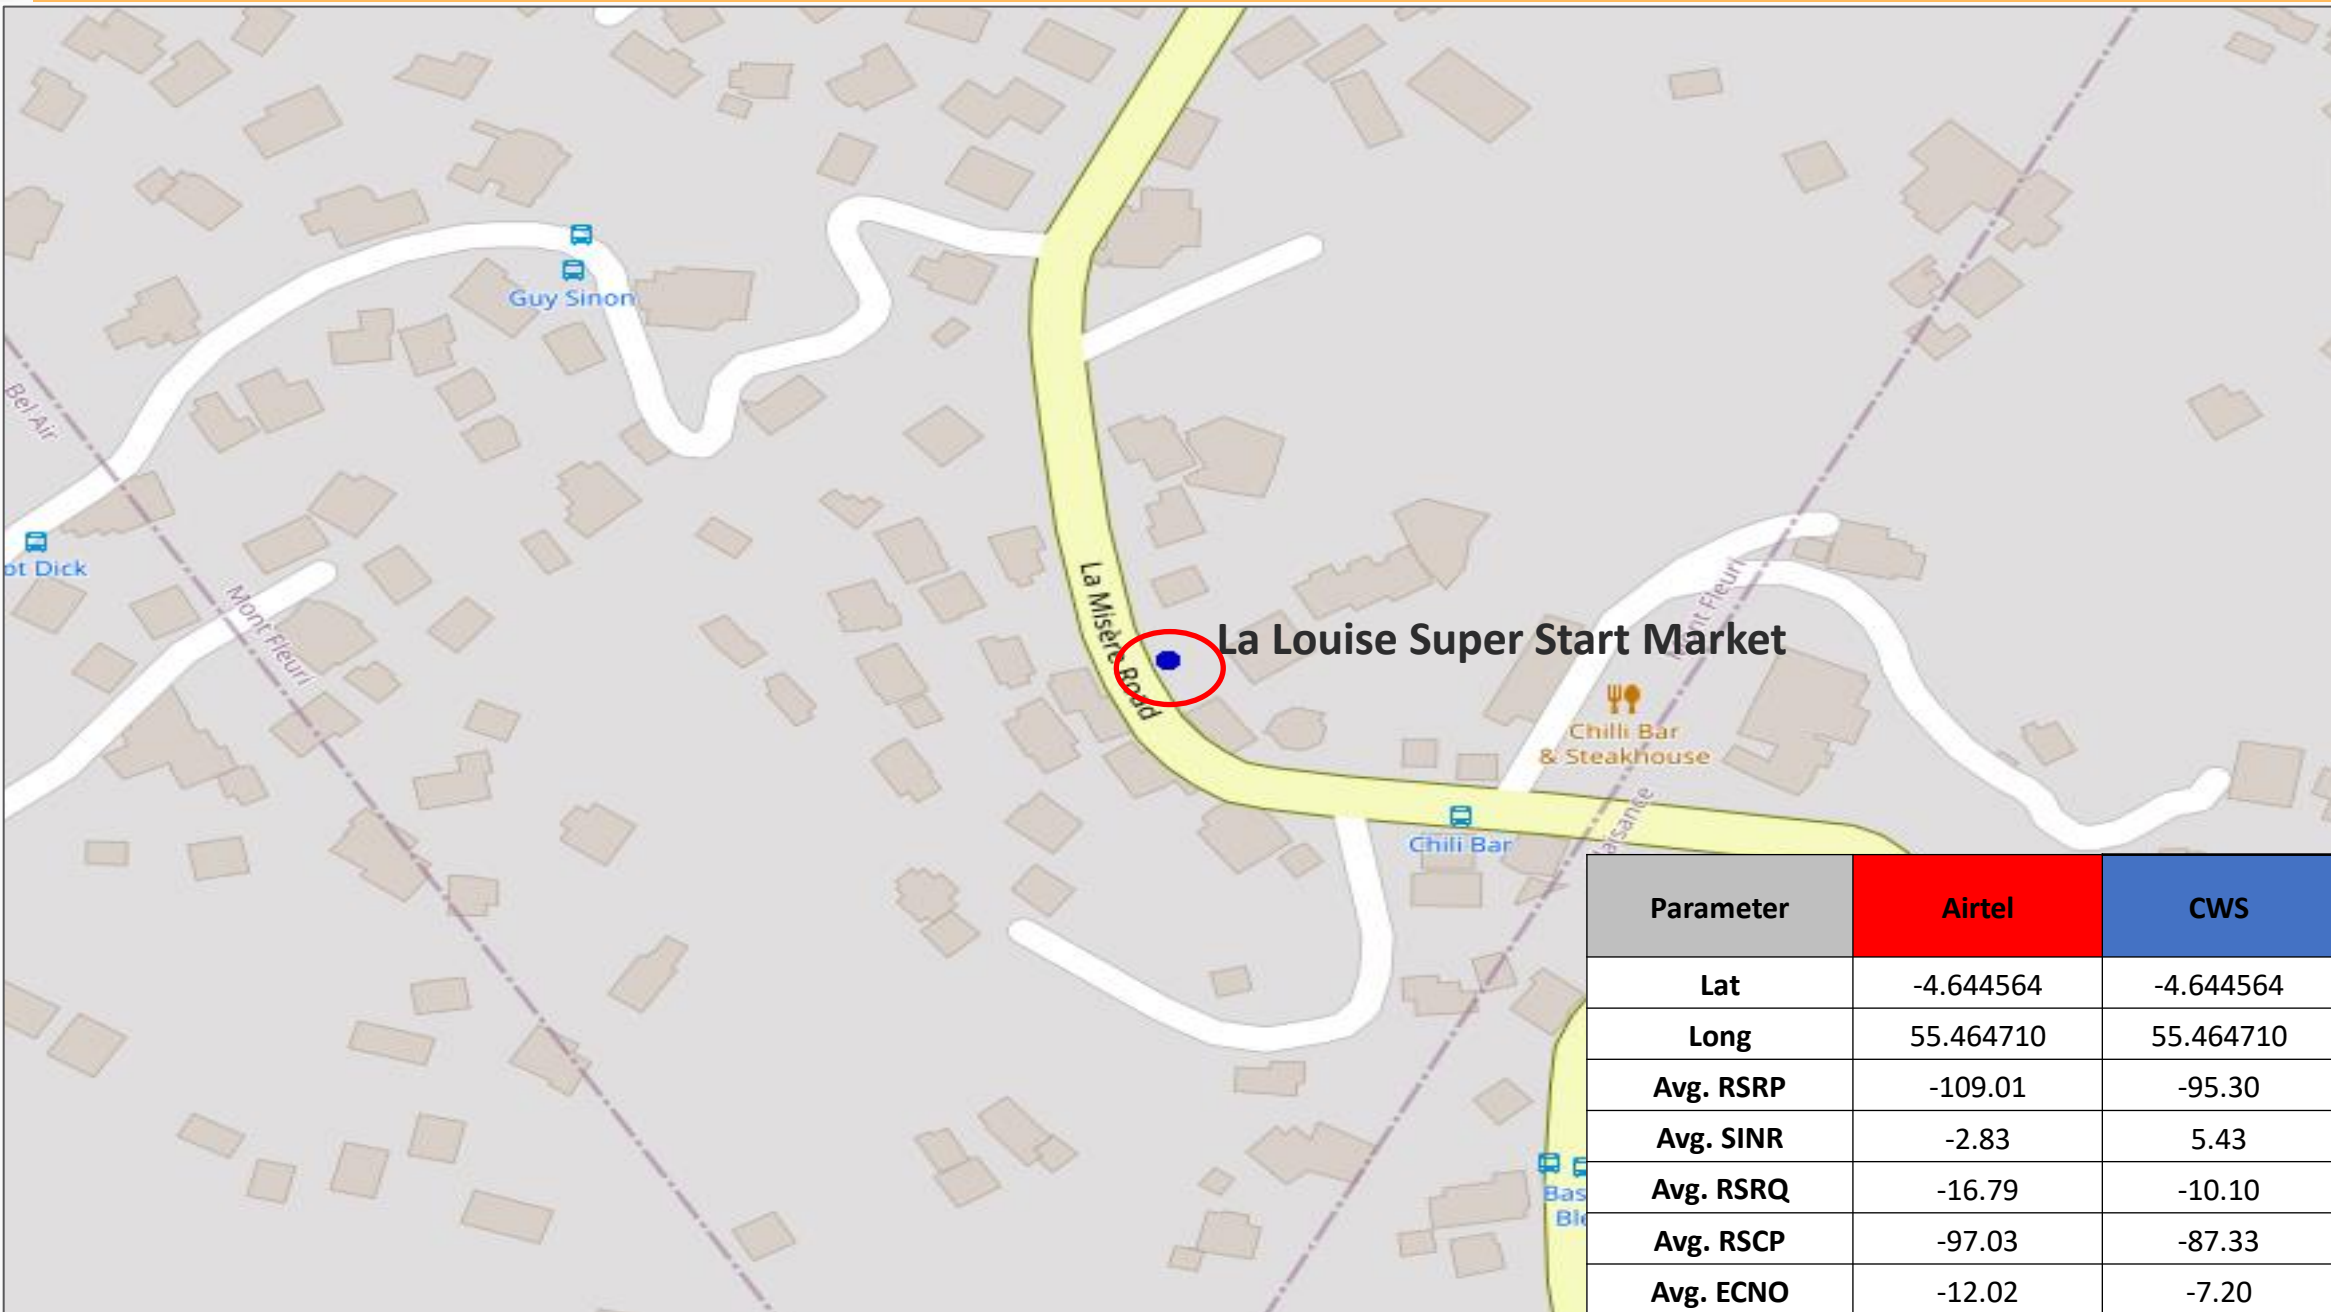 Guy Sinon
Bel Air
ot Dick
Mont Fleuri
La Misère Road
La Louise Super Start Market
Mont Fleuri
Chilli Bar
& Steakhouse
Chili Bar
aisance
Bas
Ble
Parameter Airtel CWS
Lat -4.644564 -4.644564
Long 55.464710 55.464710
Avg. RSRP -109.01 -95.30
Avg. SINR -2.83 5.43
Avg. RSRQ -16.79 -10.10
Avg. RSCP -97.03 -87.33
Avg. ECNO -12.02 -7.20